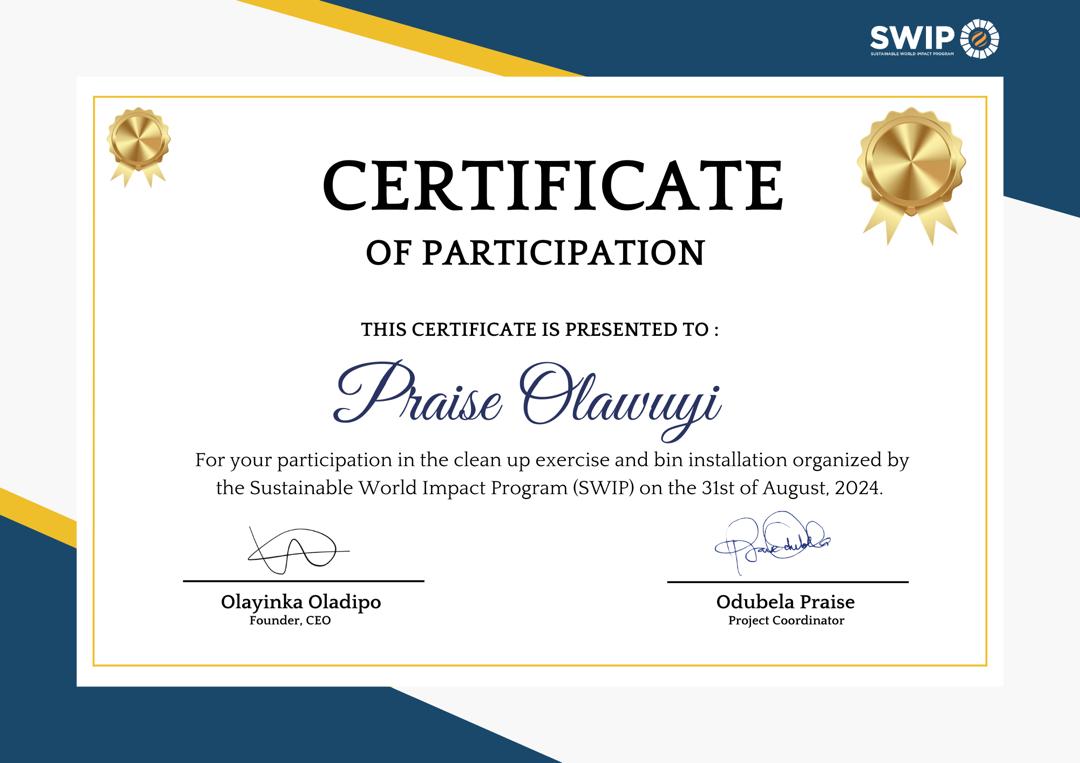 SWIP
SUSTAINABLE WORLD IMPACT PROGRAM
CERTIFICATE
OF PARTICIPATION
THIS CERTIFICATE IS PRESENTED TO :
Praise Olawuyi
For your participation in the clean up exercise and bin installation organized by
the Sustainable World Impact Program (SWIP) on the 31st of August, 2024.
Olayinka Oladipo
Founder, CEO
Odubela Praise
Project Coordinator